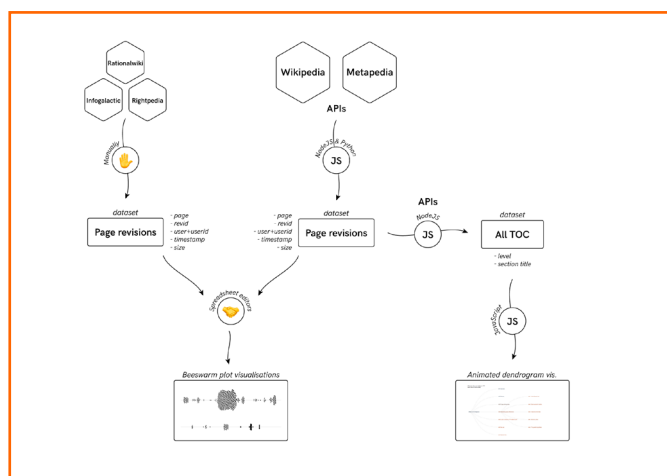 Rationalwiki
Infogalactic
Rightpedia
Wikipedia
Metapedia
APIs
Manually
NodeJS & Python
JS
dataset
Page revisions
- page
- revid
- user+userid
- timestamp
- size
- page
- revid
- user+userid
- timestamp
- size
dataset
Page revisions
APIs
NodeJS
JS
dataset
All TOC
- level
- section title
Spreadsheet editors
JavaScript
JS
Beeswarm plot visualisations
Animated dendrogram vis.